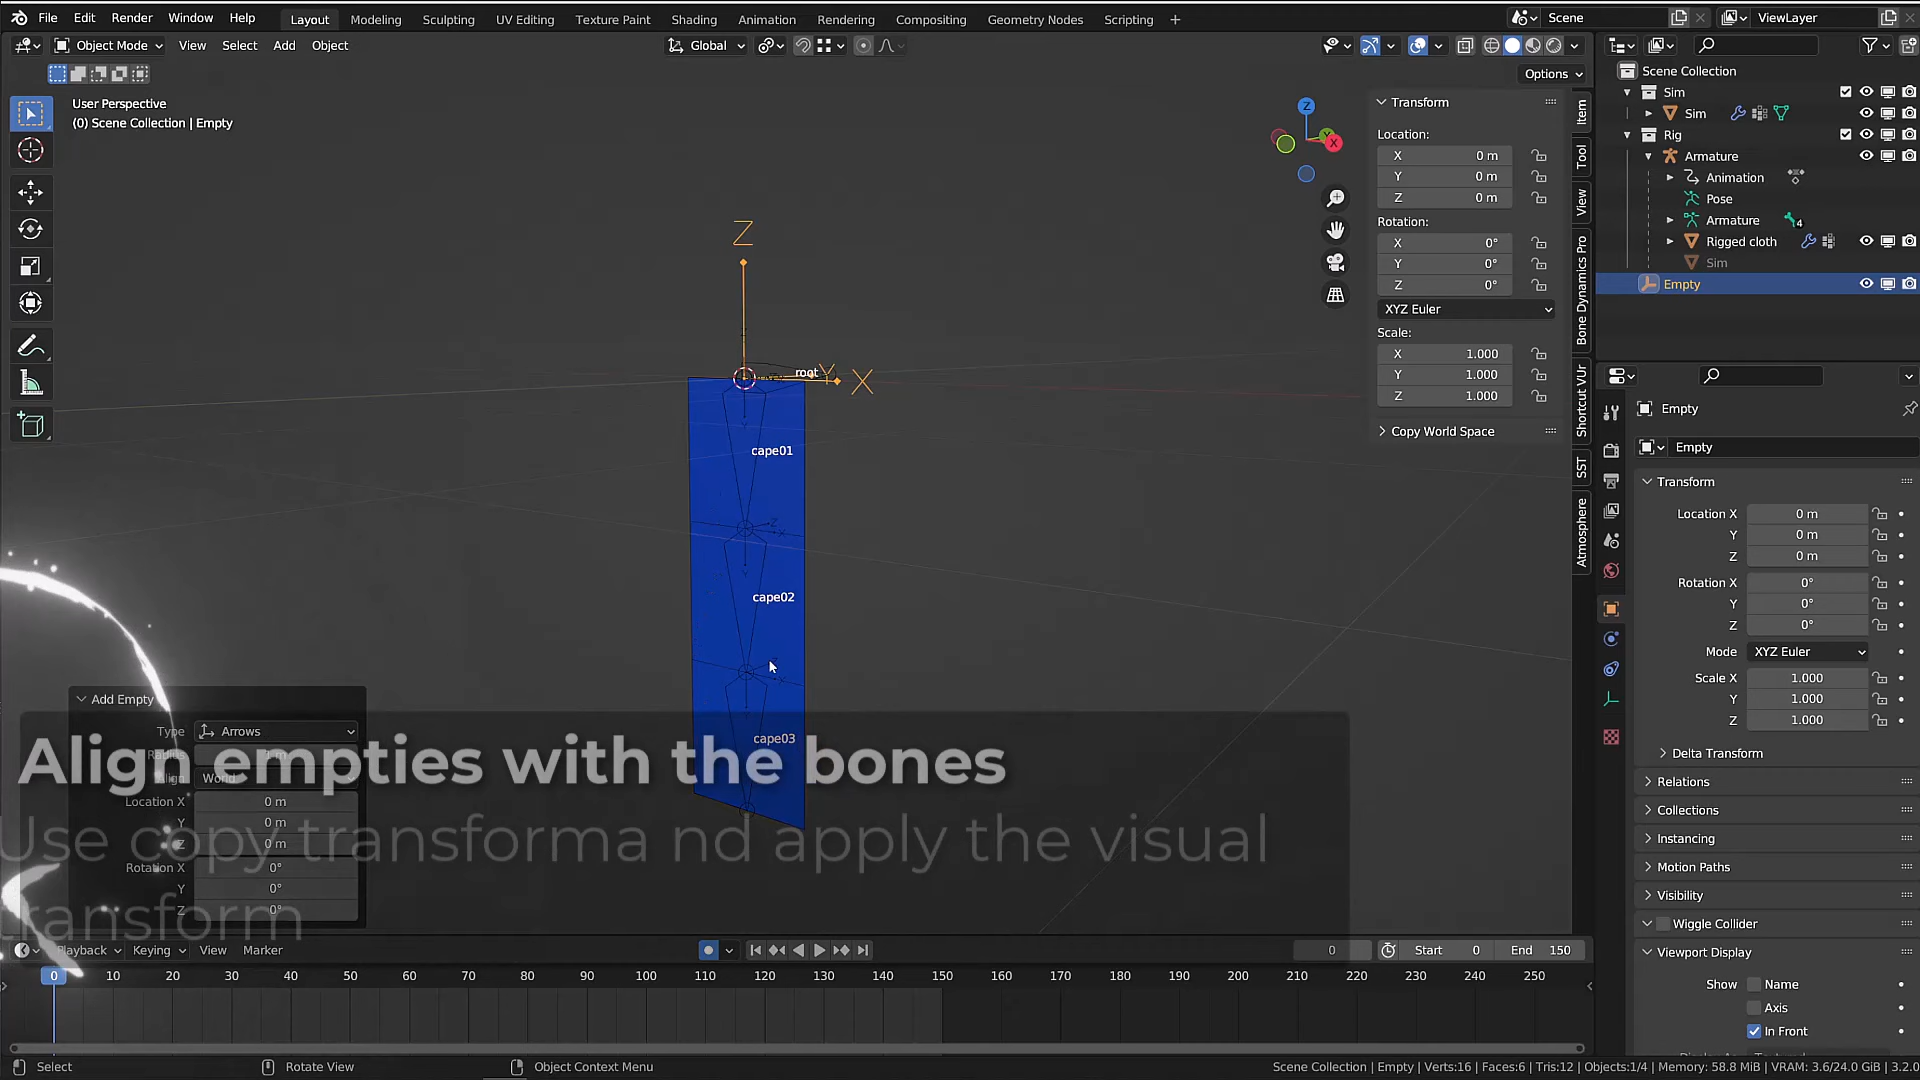 File Edit Render Window Help Layout Modeling Sculpting UV Editing Texture Paint Shading Animation Rendering Compositing Geometry Nodes Scripting + Scene ViewLayer
Object Mode View Select Add Object Global
Options
User Perspective
(0) Scene Collection | Empty
Z
X
Z
root Y X
cape01
cape02
cape03
Transform
Location:
X 0 m
Y 0 m
Z 0 m
Rotation:
X 0°
Y 0°
Z 0°
XYZ Euler
Scale:
X 1.000
Y 1.000
Z 1.000
Copy World Space
Item
Tool
View
Bone Dynamics Pro
Shortcut VUr
SST
Atmosphere
Scene Collection
Sim
Sim
Rig
Armature
Animation
Pose
Armature 4
Rigged cloth
Sim
Empty
Empty
Empty
Transform
Location X 0 m
Y 0 m
Z 0 m
Rotation X 0°
Y 0°
Z 0°
Mode XYZ Euler
Scale X 1.000
Y 1.000
Z 1.000
Delta Transform
Relations
Collections
Instancing
Motion Paths
Visibility
Wiggle Collider
Viewport Display
Show Name
Axis
In Front
Add Empty
Type Arrows
Radius 1 m
Align World
Location X 0 m
Y 0 m
Z 0 m
Rotation X 0°
Y 0°
Z 0°
Align empties with the bones
Use copy transforma nd apply the visual
transform
Playback Keying View Marker 0 Start 0 End 150
0 10 20 30 40 50 60 70 80 90 100 110 120 130 140 150 160 170 180 190 200 210 220 230 240 250
Select Rotate View Object Context Menu Scene Collection | Empty | Verts:16 | Faces:6 | Tris:12 | Objects:1/4 | Memory: 58.8 MiB | VRAM: 3.6/24.0 GiB | 3.2.0